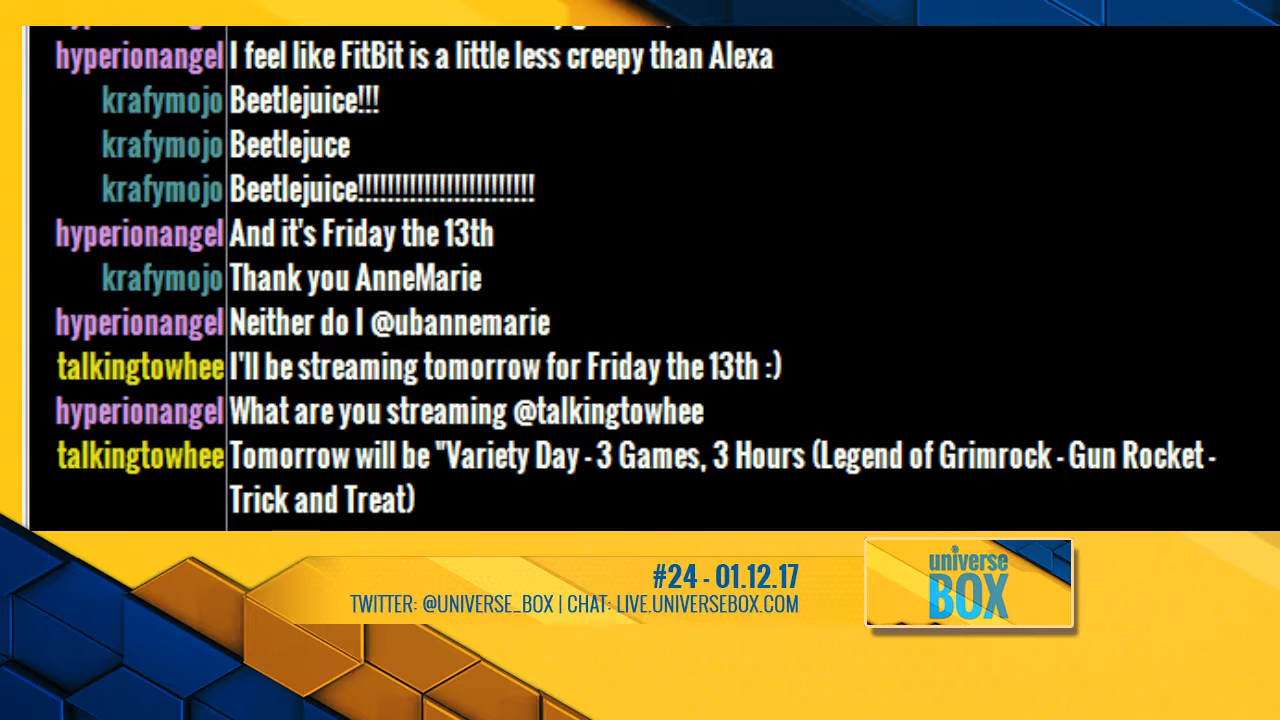 hyperionangel I feel like FitBit is a little less creepy than Alexa
krafymojo Beetlejuice!!!
krafymojo Beetlejuce
krafymojo Beetlejuice!!!!!!!!!!!!!!!!!!!!!!!!
hyperionangel And it's Friday the 13th
krafymojo Thank you AnneMarie
hyperionangel Neither do I @ubannemarie
talkingtowhee I'll be streaming tomorrow for Friday the 13th :)
hyperionangel What are you streaming @talkingtowhee
talkingtowhee Tomorrow will be "Variety Day - 3 Games, 3 Hours (Legend of Grimrock - Gun Rocket -
Trick and Treat)
#24 - 01.12.17
TWITTER: @UNIVERSE_BOX | CHAT: LIVE.UNIVERSEBOX.COM
universe
BOX